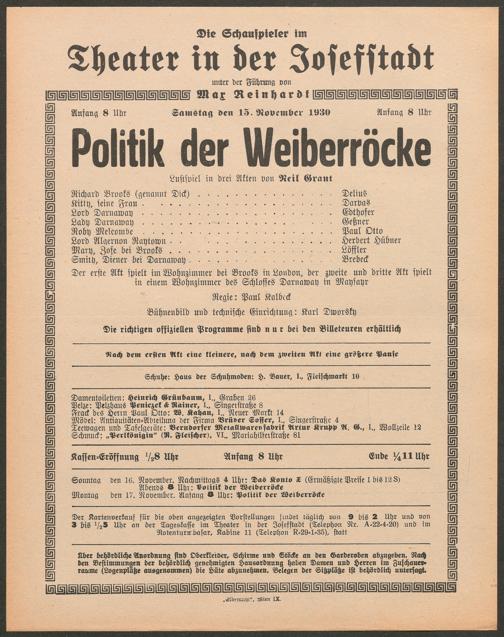 Die Schauspieler im
Theater in der Josefstadt
unter der Führung von
Max Reinhardt
Anfang 8 Uhr Samstag den 15. November 1930 Anfang 8 Uhr
Politik der Weiberröcke
Lustspiel in drei Akten von Neil Grant
Richard Brooks (genannt Dick) . . . Delius
Kitty, seine Frau . . . Darvas
Lord Darnaway . . . Edthofer
Lady Darnaway . . . Geßner
Roby Melcombe . . . Paul Otto
Lord Algernon Raytown . . . Herbert Hübner
Mary, Zofe bei Brooks . . . Löffler
Smith, Diener bei Darnaway . . . Brebeck
Der erste Akt spielt im Wohnzimmer bei Brooks in London, der zweite und dritte Akt spielt
in einem Wohnzimmer des Schlosses Darnaway in Mayfayr
Regie: Paul Kalbeck
Bühnenbild und technische Einrichtung: Karl Dworsky
Die richtigen offiziellen Programme sind nur bei den Billeteuren erhältlich
Nach dem ersten Akt eine kleinere, nach dem zweiten Akt eine größere Pause
Schuhe: Haus der Schuhmoden: H. Bauer, I., Fleischmarkt 10
Damentoiletten: Heinrich Grünbaum, I., Graben 26
Pelze: Pelzhaus Penizek & Rainer, I., Singerstraße 8
Frack des Herrn Paul Otto: W. Kahan, I., Neuer Markt 14
Möbel: Antiquitäten-Abteilung der Firma Brüder Soffer, I., Singerstraße 4
Teewagen und Tafelgeräte: Berndorfer Metallwarenfabrik Artur Krupp A. G., I., Wollzeile 12
Schmuck: „Perlkönigin" (R. Fleischer), VI., Mariahilferstraße 81
Kassen-Eröffnung ½8 Uhr Anfang 8 Uhr Ende ¼11 Uhr
Sonntag den 16. November. Nachmittags 4 Uhr: Das Konto X (Ermäßigte Preise 1 bis 12 S)
Abends 8 Uhr: Politik der Weiberröcke
Montag den 17. November. Anfang 8 Uhr: Politik der Weiberröcke
Der Kartenverkauf für die oben angezeigten Vorstellungen findet täglich von 9 bis 2 Uhr und von
3 bis ½5 Uhr an der Tageskasse im Theater in der Josefstadt (Telephon Nr. A-22-4-20) und im
Rotenturmbasar, Kabine 11 (Telephon R-29-1-35), statt
Über behördliche Anordnung sind Oberkleider, Schirme und Stöcke an den Garderoben abzugeben. Nach
den Bestimmungen der behördlich genehmigten Hausordnung haben Damen und Herren im Zuschauer-
raume (Logenplätze ausgenommen) die Hüte abzunehmen. Belegen der Sitzplätze ist behördlich untersagt.
Wien IX.